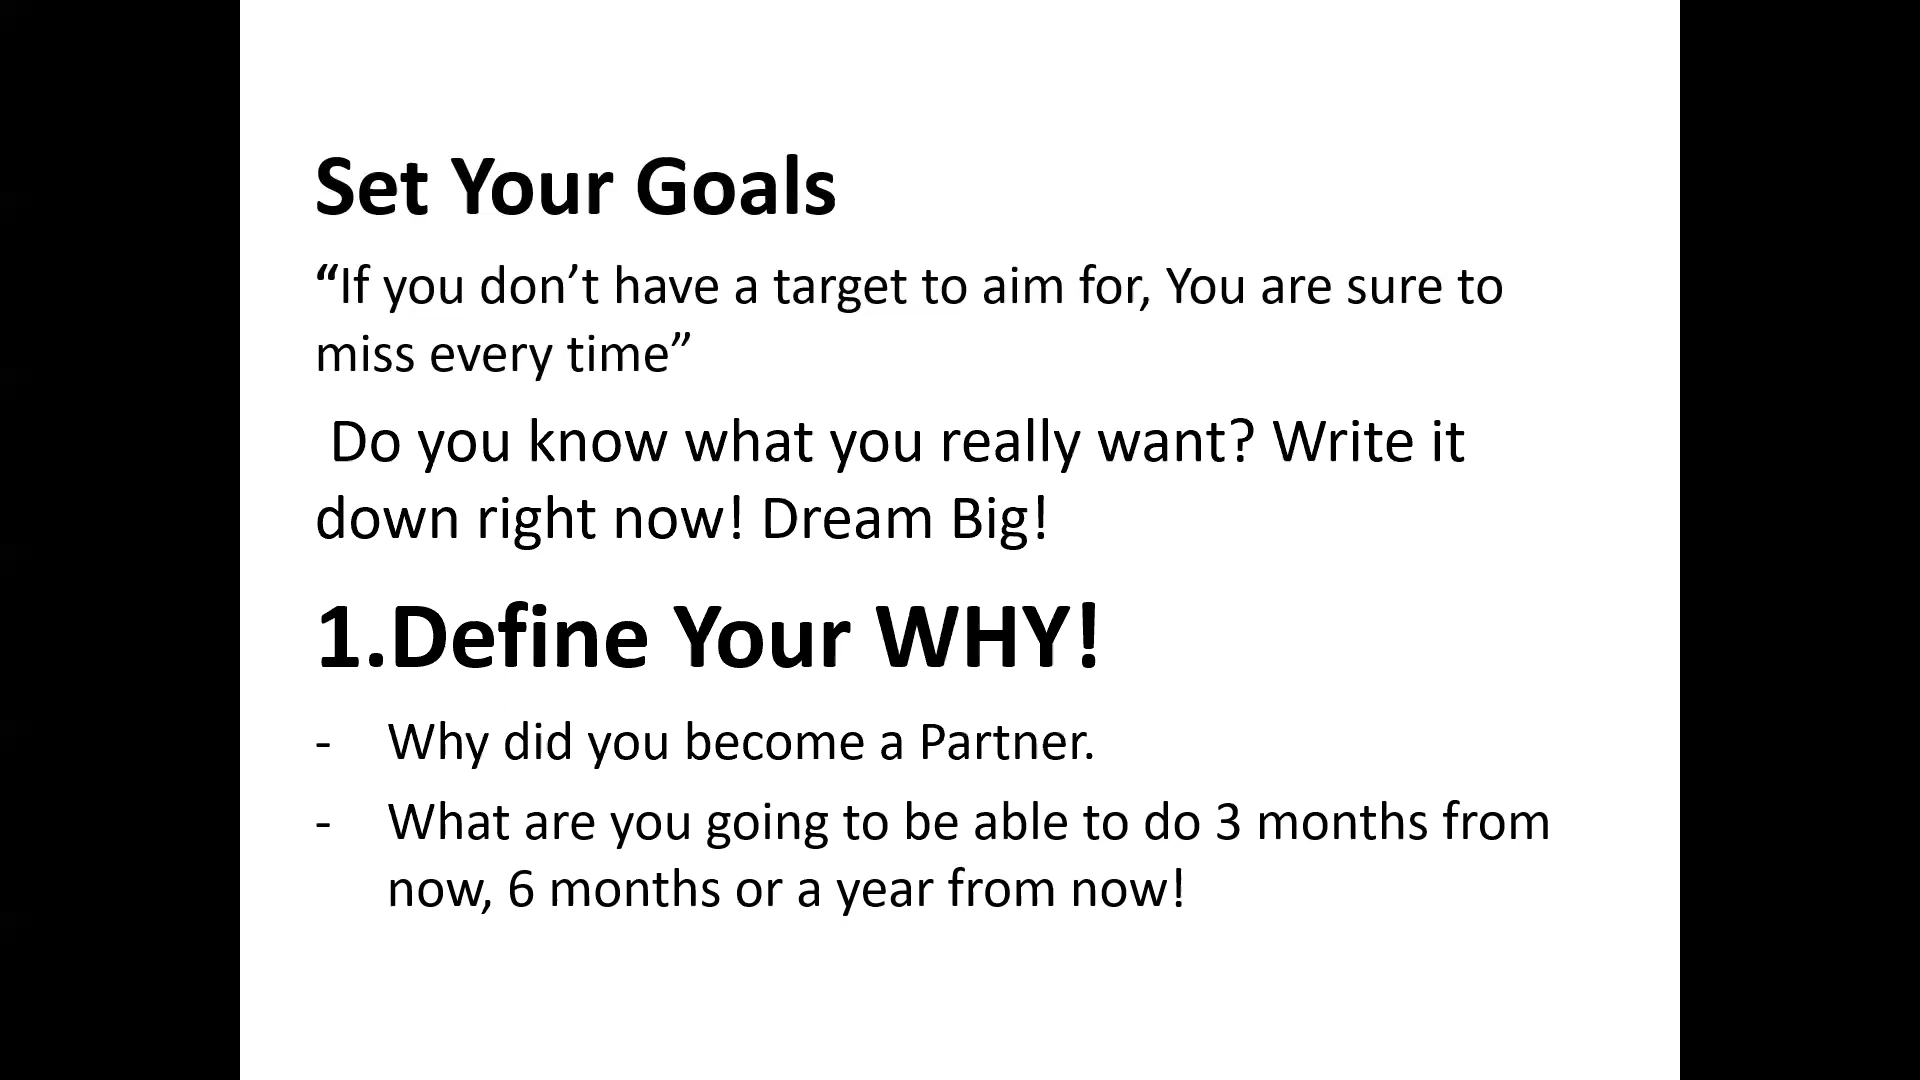 Set Your Goals
“If you don’t have a target to aim for, You are sure to
miss every time”
Do you know what you really want? Write it
down right now! Dream Big!
1.Define Your WHY!
- Why did you become a Partner.
- What are you going to be able to do 3 months from
now, 6 months or a year from now!